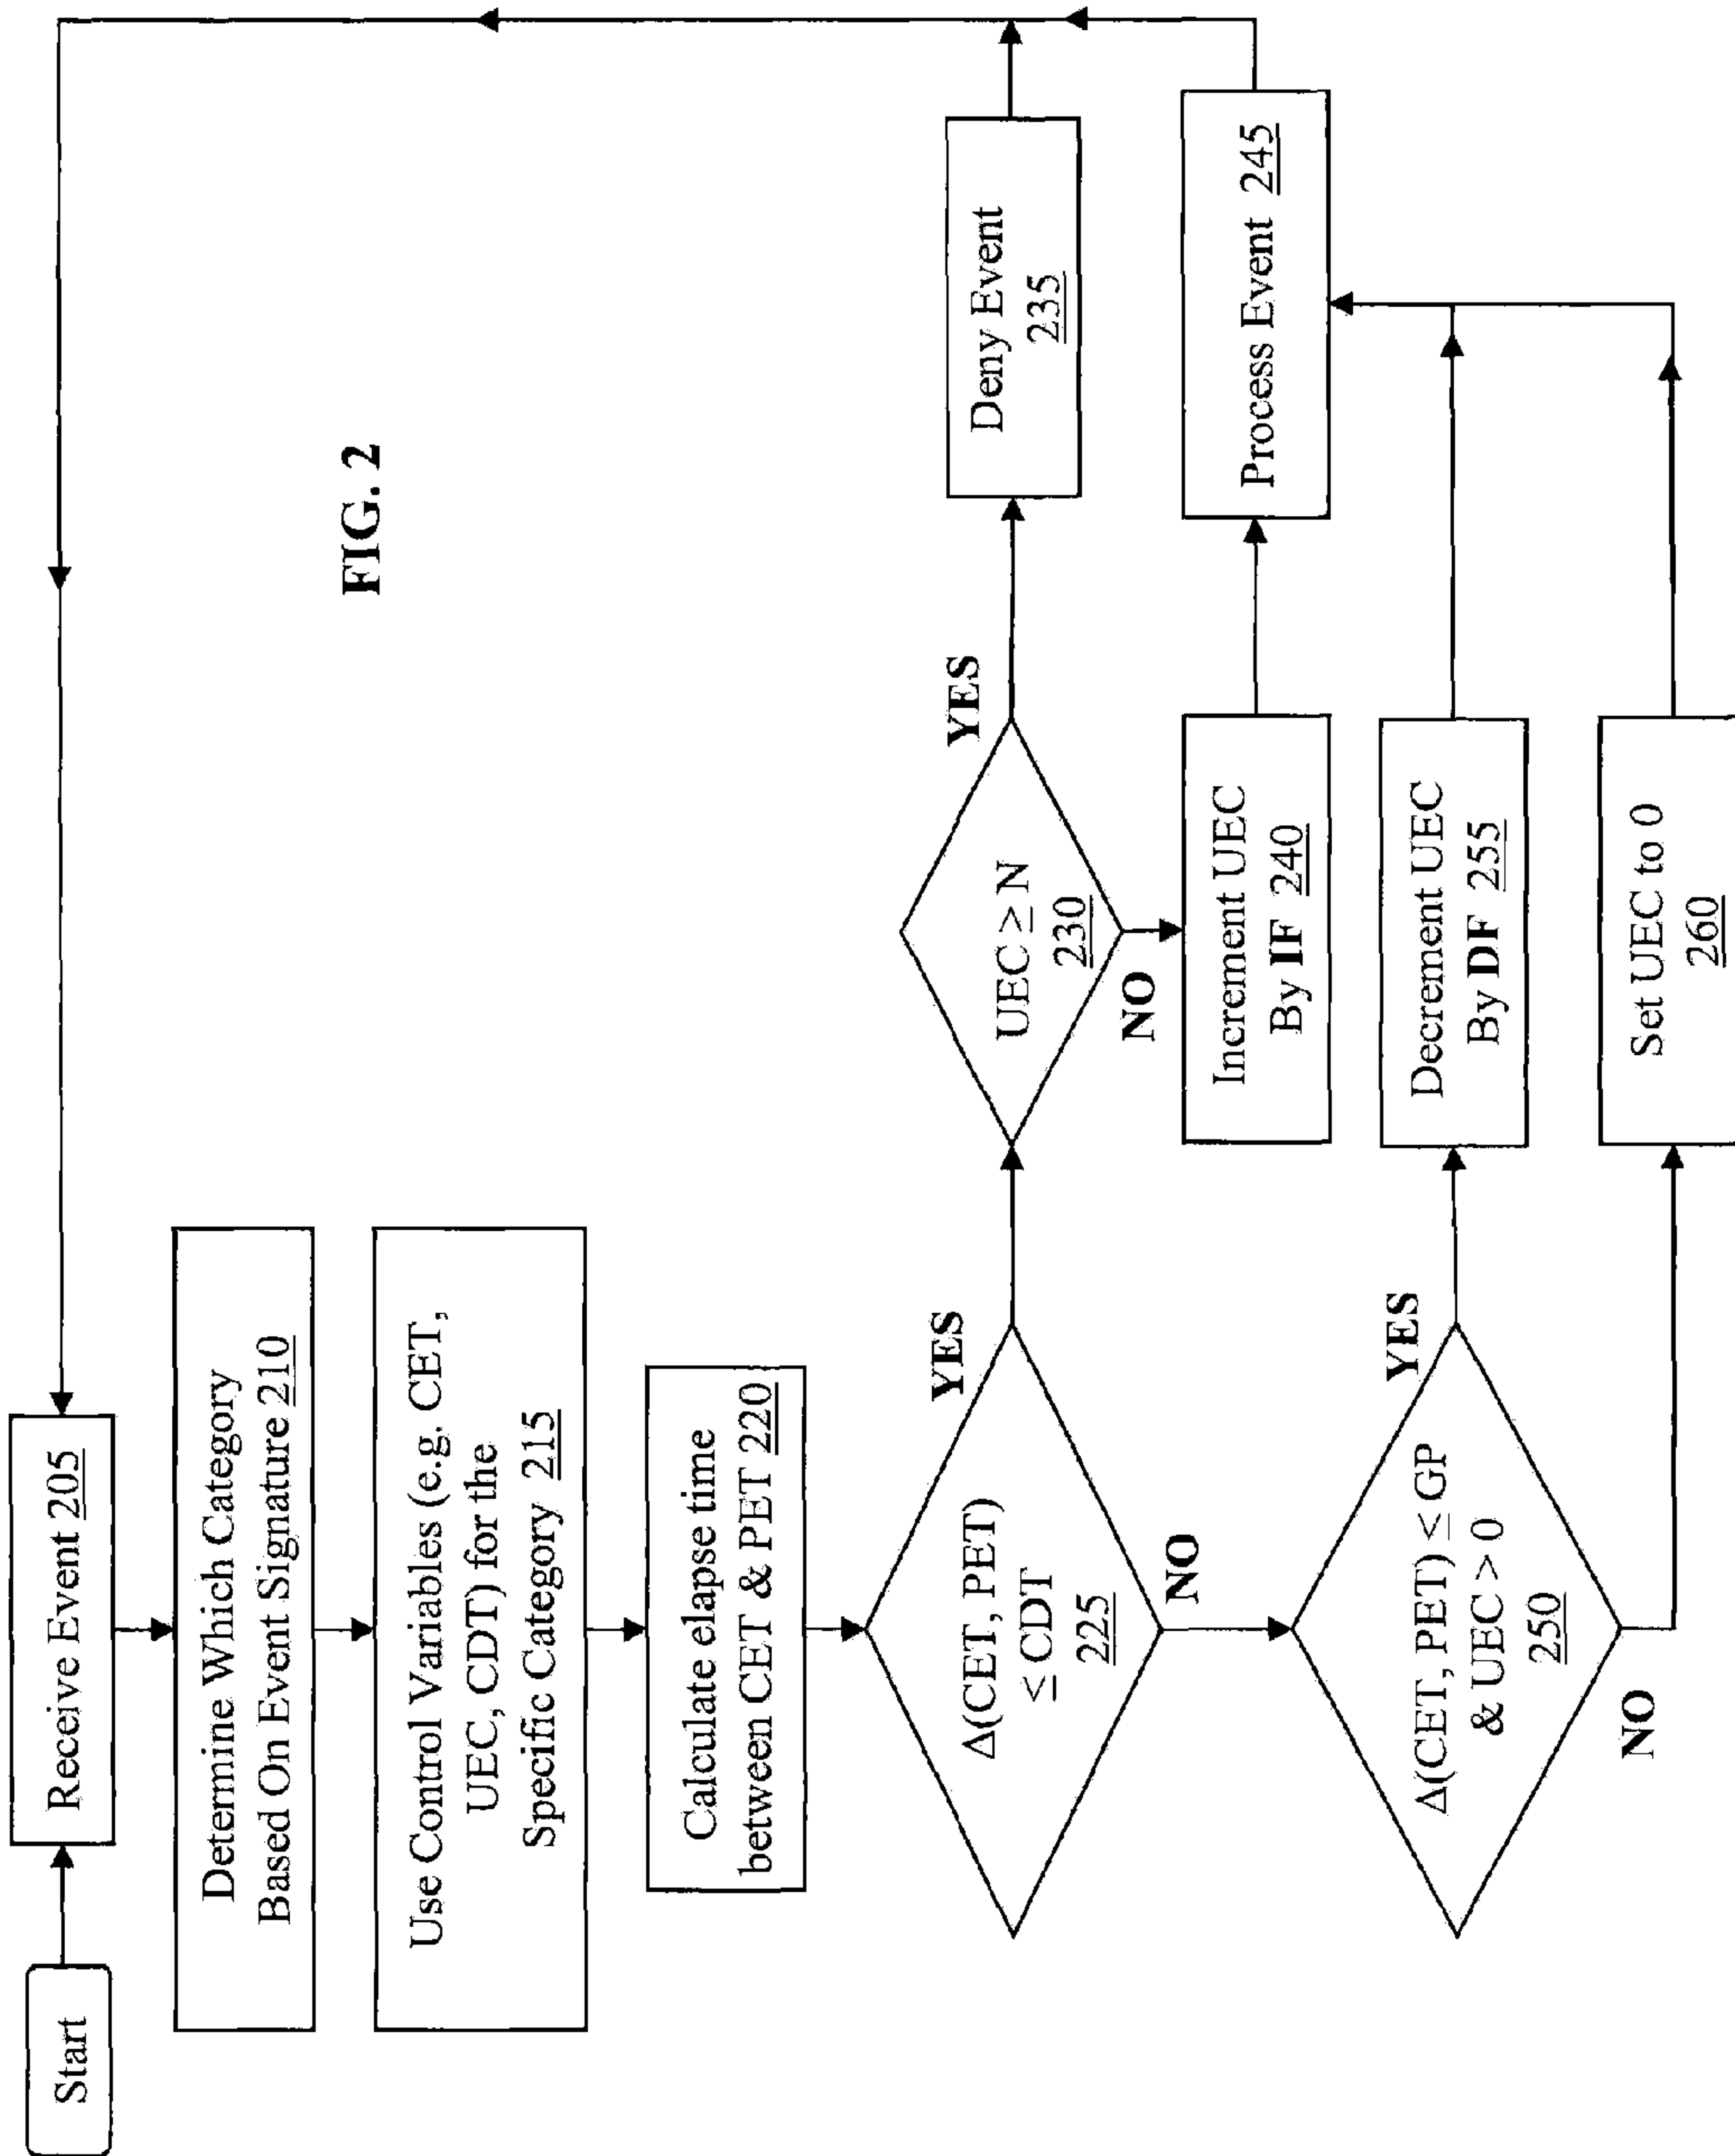 Start
Receive Event 205
Determine Which Category
Based On Event Signature 210
Use Control Variables (e.g. CET,
UEC, CDT) for the
Specific Category 215
Calculate elapse time
between CET & PET 220
Δ(CET, PET)
≤ CDT
225
YES
NO
UEC ≥ N
230
YES
NO
Deny Event
235
Increment UEC
By IF 240
Process Event 245
Δ(CET, PET) ≤ GP
& UEC > 0
250
YES
NO
Decrement UEC
By DF 255
Set UEC to 0
260
FIG. 2